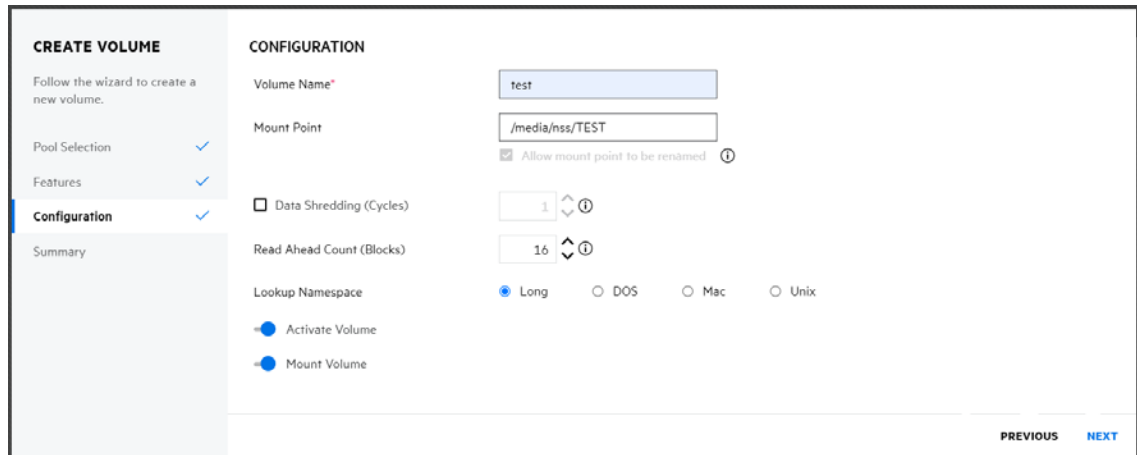 CREATE VOLUME
Follow the wizard to create a
new volume.
Pool Selection
Features
Configuration
Summary
CONFIGURATION
Volume Name* test
Mount Point /media/nss/TEST
Allow mount point to be renamed
Data Shredding (Cycles) 1
Read Ahead Count (Blocks) 16
Lookup Namespace Long DOS Mac Unix
Activate Volume
Mount Volume
PREVIOUS NEXT